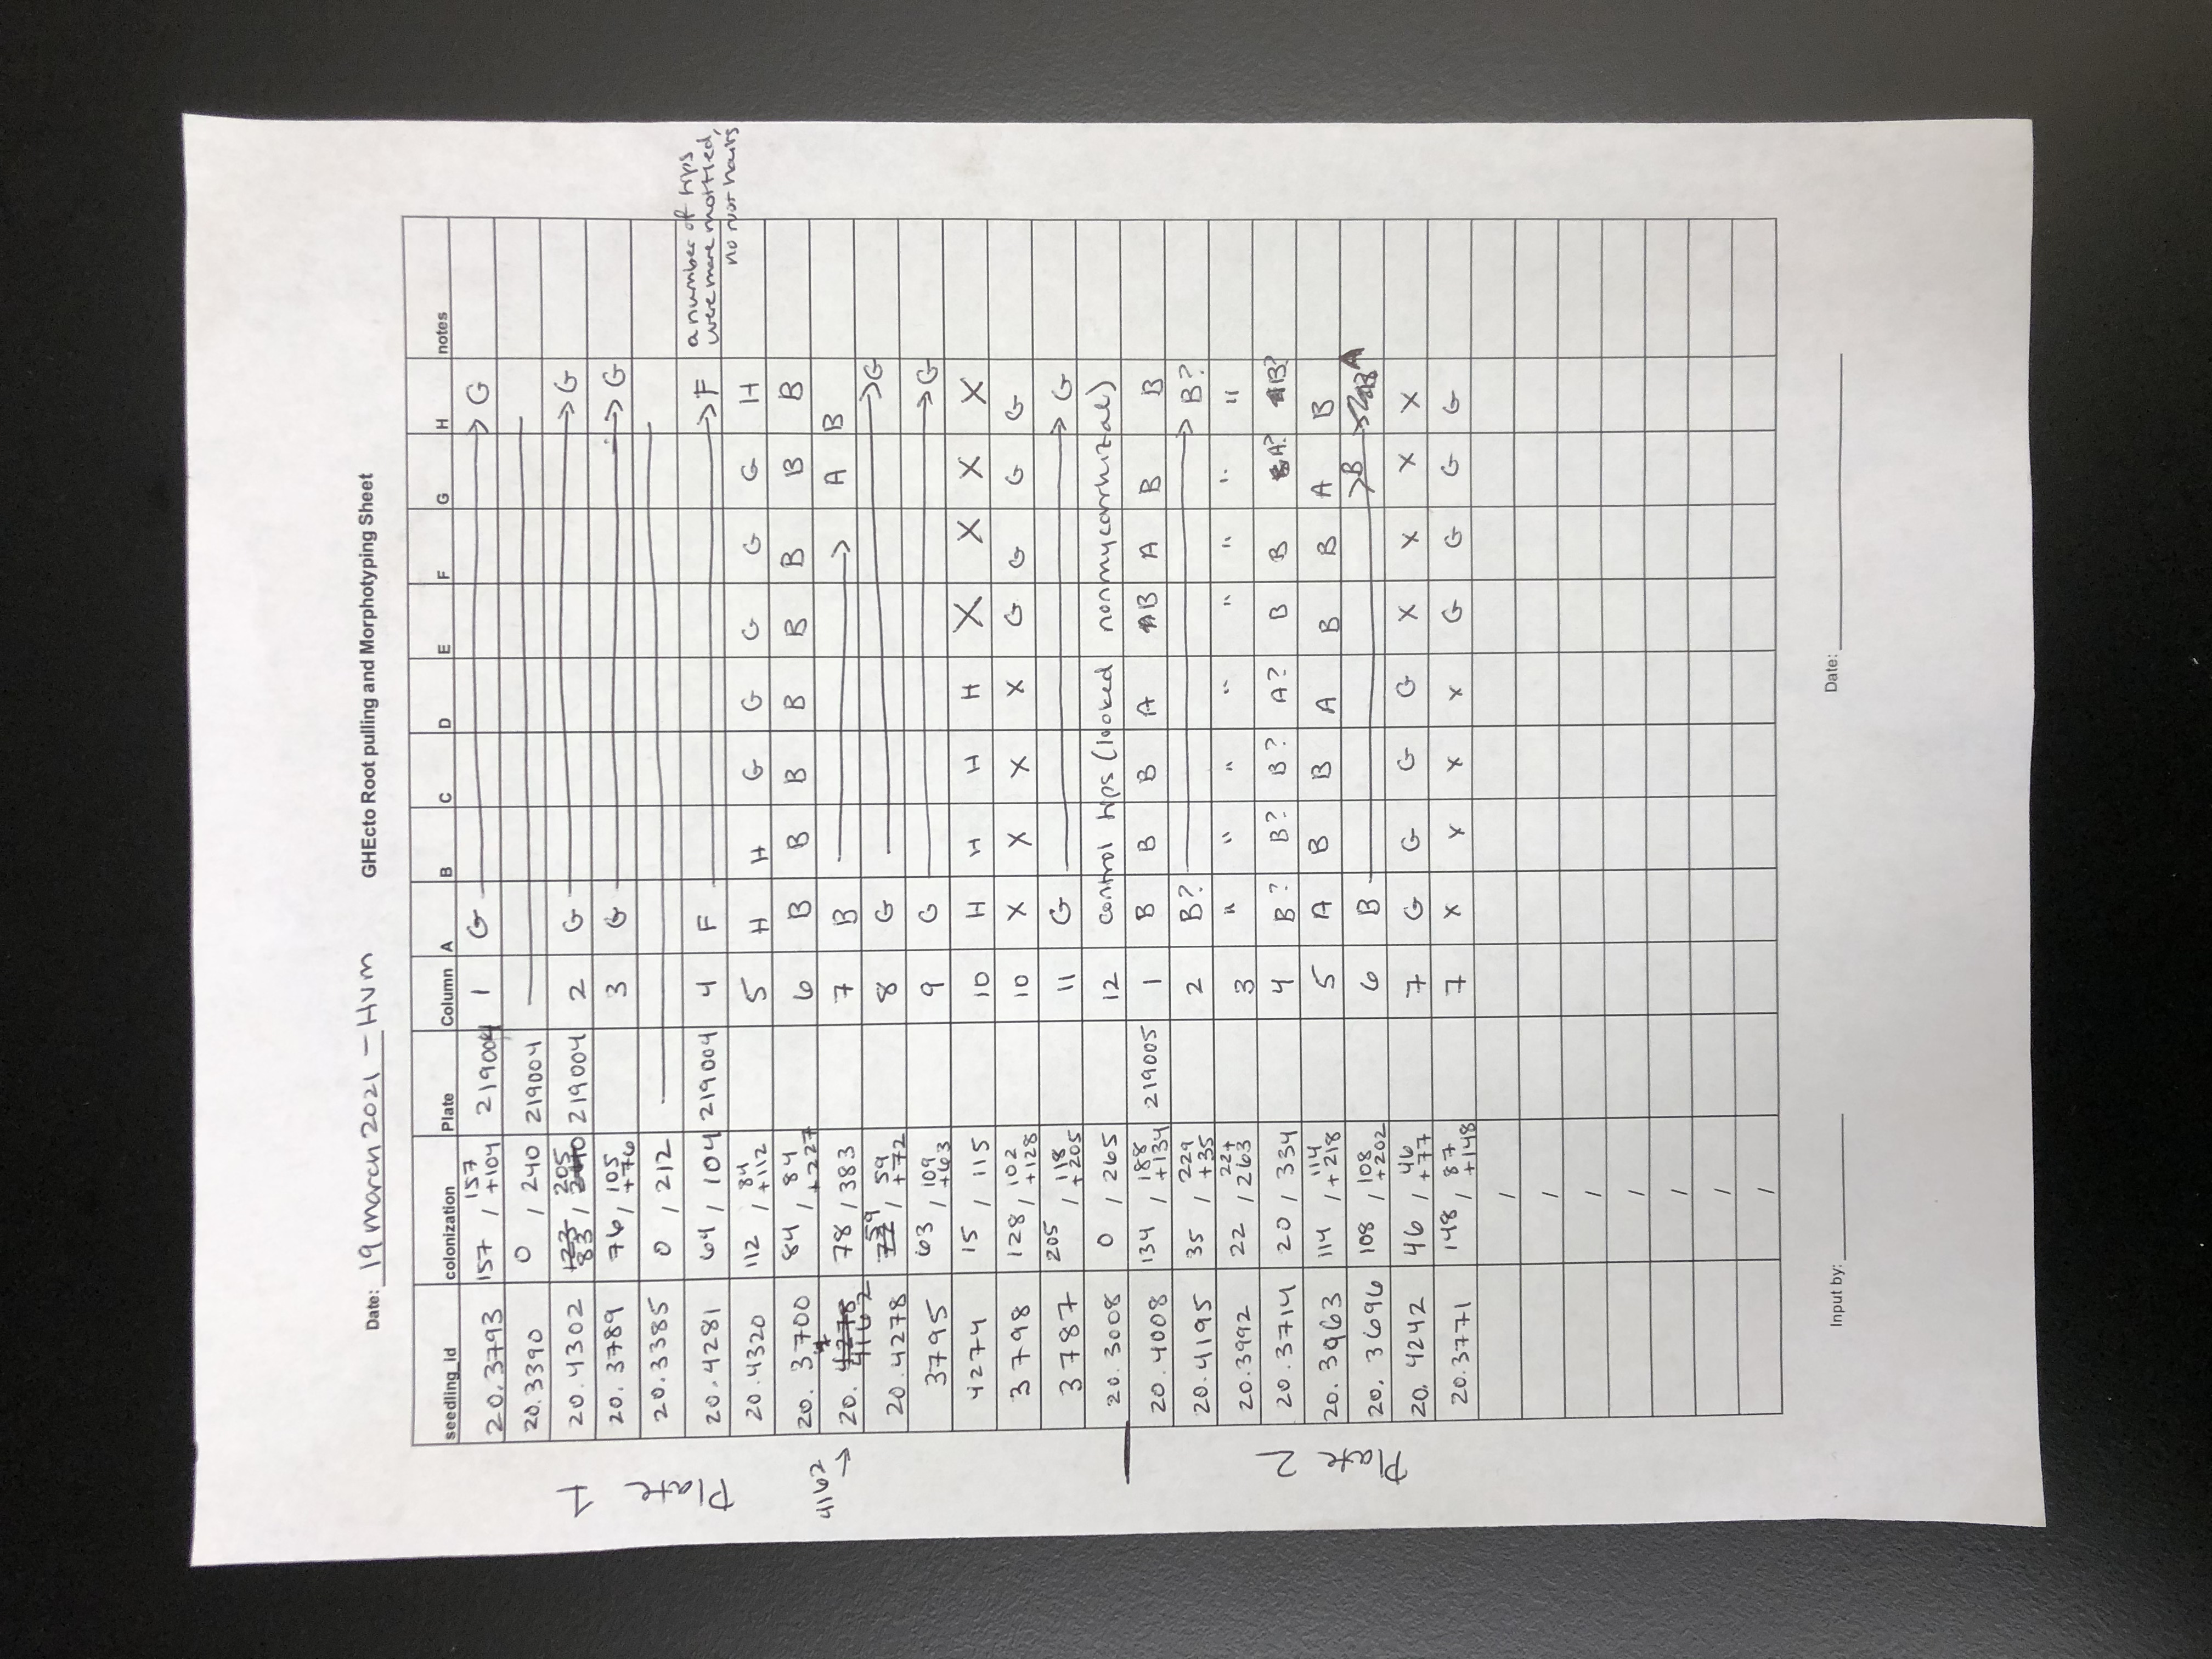 Date: 19 march 2021 - HVM GHEcto Root pulling and Morphotyping Sheet
seedling_id colonization Plate Column A B C D E F G H notes
Plate 1
20.3793 157 / 157 +104 219004 1 G → G
20.3390 0 / 240 219004
20.4302 123 83 / 205 240 219004 2 G → G
20.3789 76 / 105 +76 3 G → G
20.3385 0 / 212
20.4281 64 / 104 219004 4 F → F a number of tips were more mottled, no root hairs
20.4320 112 / 84 +112 5 H H G G G G G H
20.3700 84 / 84 +227 6 B B B B B B B B
4162 → 20.4278 4162 78 / 383 7 B → A B
20.4278 72 59 / 59 +72 8 G → G
3795 63 / 109 +63 9 G → G
4274 15 / 115 10 H H H H X X X X
3798 128 / 102 +128 10 X X X X G G G G
3787 205 / 118 +205 11 G → G
20.3008 0 / 265 12 control tips (looked nonmycorrhizal)
Plate 2
20.4008 134 / 188 +134 219005 1 B B B A B A B B
20.4195 35 / 229 +35 2 B? → B?
20.3992 22 / 22+ 263 3 " " " " " " " "
20.3714 20 / 334 4 B? B? B? A? B B A? B?
20.3963 114 / 114 +218 5 A B B A B B A B
20.3696 108 / 108 +202 6 B → B A
20.4242 46 / 46 +77 7 G G G G X X X X
20.3771 148 / 87 +148 7 X X X X G G G G
/
/
/
/
/
/
/
Input by: Date: